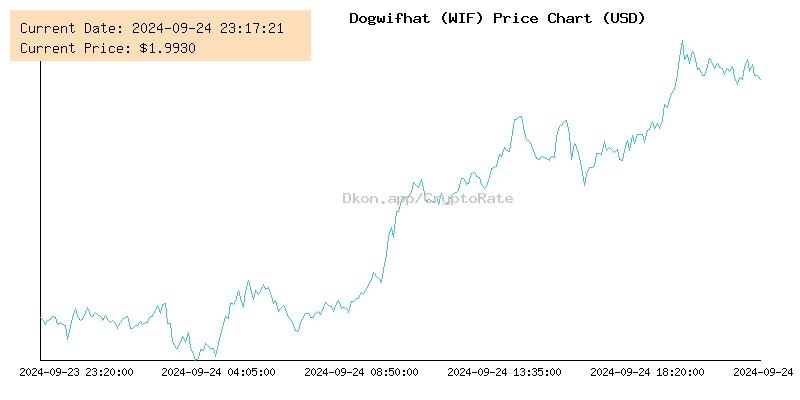 Dogwifhat (WIF) Price Chart (USD)
Current Date: 2024-09-24 23:17:21
Current Price: $1.9930
Dkon.app/CryptoRate
2024-09-23 23:20:00 2024-09-24 04:05:00 2024-09-24 08:50:00 2024-09-24 13:35:00 2024-09-24 18:20:00 2024-09-24